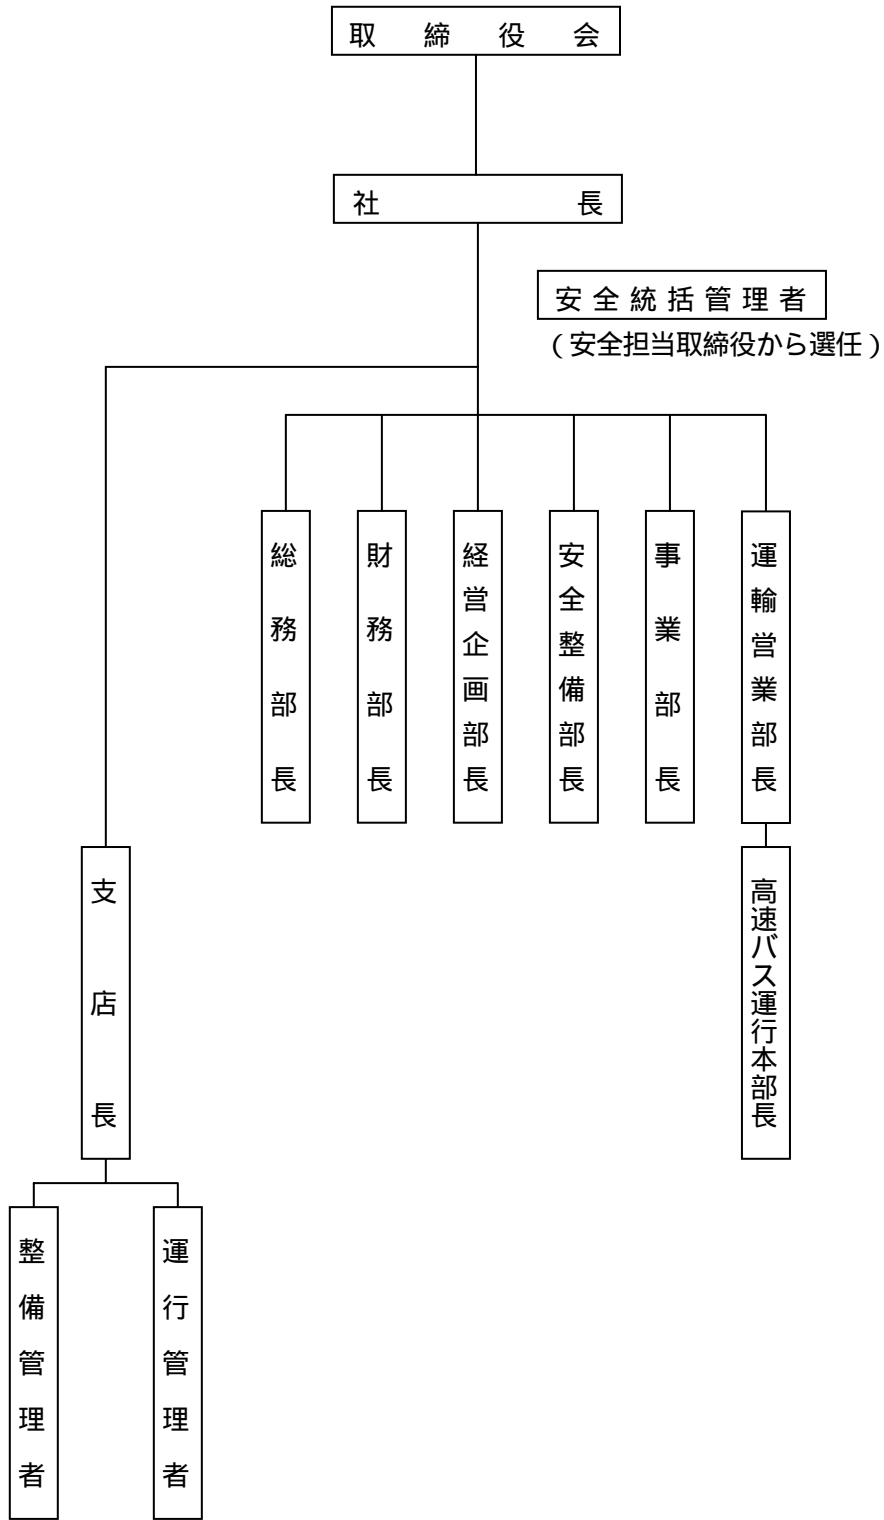 取締役会
社長
安全統括管理者
(安全担当取締役から選任)
総務部長
財務部長
経営企画部長
安全整備部長
事業部長
運輸営業部長
支店長
高速バス運行本部長
整備管理者
運行管理者